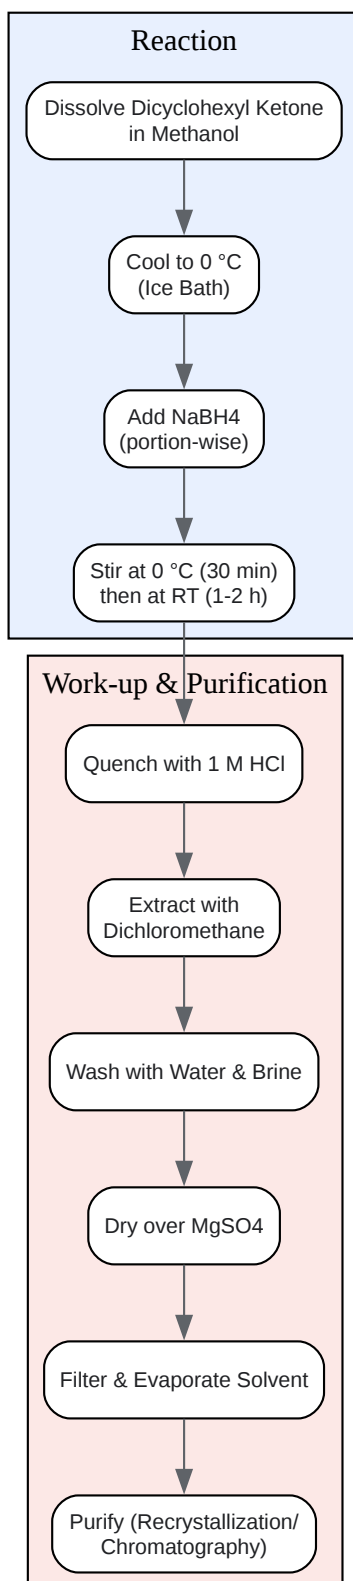 Reaction
Dissolve Dicyclohexyl Ketone
in Methanol
Cool to 0 °C
(Ice Bath)
Add NaBH4
(portion-wise)
Stir at 0 °C (30 min)
then at RT (1-2 h)
Work-up & Purification
Quench with 1 M HCl
Extract with
Dichloromethane
Wash with Water & Brine
Dry over MgSO4
Filter & Evaporate Solvent
Purify (Recrystallization/
Chromatography)